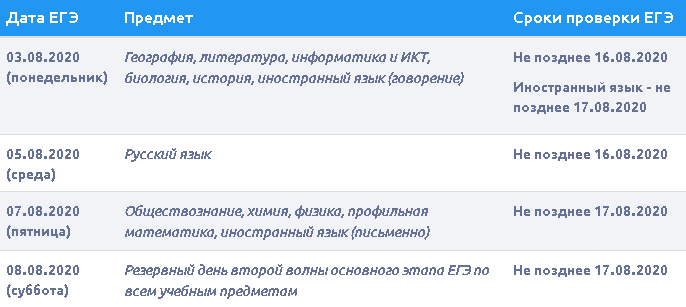 Дата ЕГЭ Предмет Сроки проверки ЕГЭ
03.08.2020 География, литература, информатика и ИКТ, Не позднее 16.08.2020
(понедельник) биология, история, иностранный язык (говорение)
Иностранный язык - не
позднее 17.08.2020
05.08.2020 Русский язык Не позднее 16.08.2020
(среда)
07.08.2020 Обществознание, химия, физика, профильная Не позднее 17.08.2020
(пятница) математика, иностранный язык (письменно)
08.08.2020 Резервный день второй волны основного этапа ЕГЭ по Не позднее 17.08.2020
(суббота) всем учебным предметам